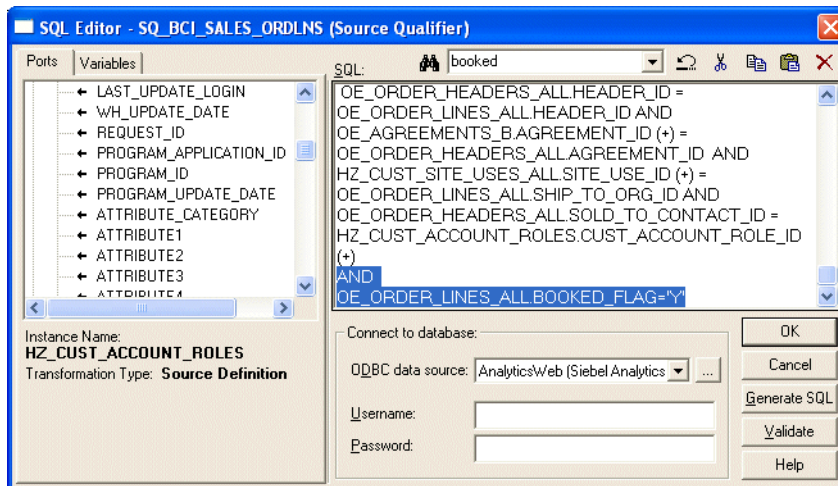 SQL Editor - SQ_BCI_SALES_ORDLNS (Source Qualifier)
Ports
Variables
LAST_UPDATE_LOGIN
WH_UPDATE_DATE
REQUEST_ID
PROGRAM_APPLICATION_ID
PROGRAM_ID
PROGRAM_UPDATE_DATE
ATTRIBUTE_CATEGORY
ATTRIBUTE1
ATTRIBUTE2
ATTRIBUTE3
ATTRIBUTE4
Instance Name:
HZ_CUST_ACCOUNT_ROLES
Transformation Type: Source Definition
SQL:
booked
OE_ORDER_HEADERS_ALL.HEADER_ID =
OE_ORDER_LINES_ALL.HEADER_ID AND
OE_AGREEMENTS_B.AGREEMENT_ID (+) =
OE_ORDER_HEADERS_ALL.AGREEMENT_ID AND
HZ_CUST_SITE_USES_ALL.SITE_USE_ID (+) =
OE_ORDER_LINES_ALL.SHIP_TO_ORG_ID AND
OE_ORDER_HEADERS_ALL.SOLD_TO_CONTACT_ID =
HZ_CUST_ACCOUNT_ROLES.CUST_ACCOUNT_ROLE_ID
(+)
AND
OE_ORDER_LINES_ALL.BOOKED_FLAG='Y'
Connect to database:
ODBC data source: AnalyticsWeb (Siebel Analytics ...
Username:
Password:
OK
Cancel
Generate SQL
Validate
Help